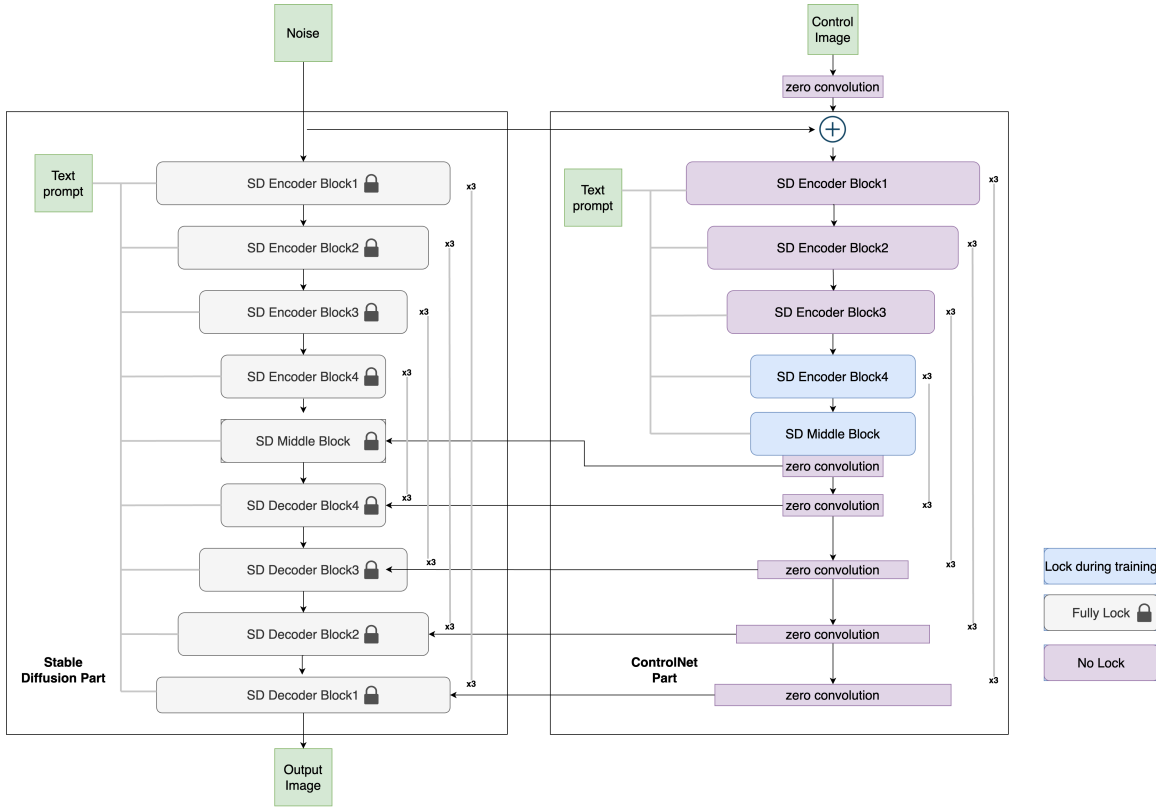 Noise
Control
Image
zero convolution
Text
prompt
SD Encoder Block1
x3
SD Encoder Block2
x3
SD Encoder Block3
x3
SD Encoder Block4
x3
SD Middle Block
SD Decoder Block4
x3
SD Decoder Block3
x3
SD Decoder Block2
x3
SD Decoder Block1
x3
Stable
Diffusion Part
Output
Image
Text
prompt
SD Encoder Block1
x3
SD Encoder Block2
x3
SD Encoder Block3
x3
SD Encoder Block4
x3
SD Middle Block
zero convolution
zero convolution
x3
zero convolution
x3
zero convolution
x3
zero convolution
x3
ControlNet
Part
Lock during training
Fully Lock
No Lock